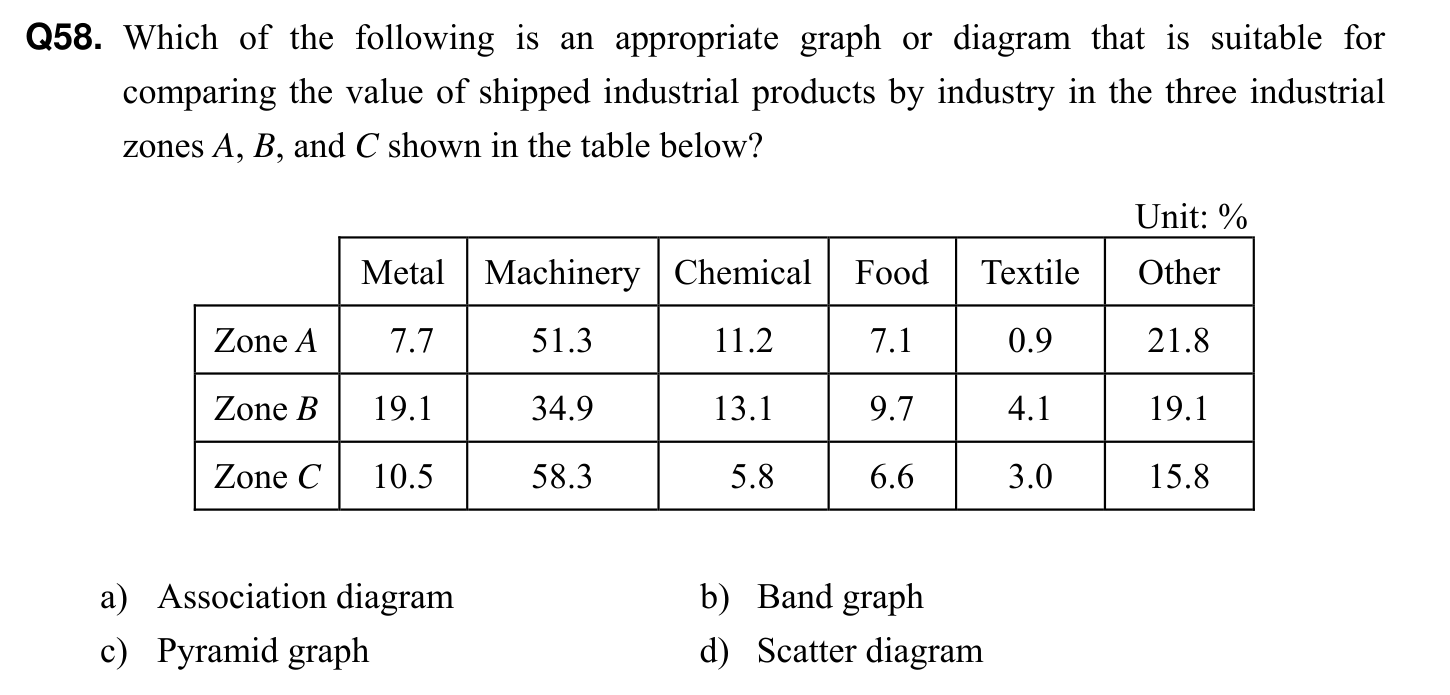 Q58. Which of the following is an appropriate graph or diagram that is suitable for
comparing the value of shipped industrial products by industry in the three industrial
zones A, B, and C shown in the table below?
Unit: %
Metal Machinery Chemical Food Textile Other
Zone A 7.7 51.3 11.2 7.1 0.9 21.8
Zone B 19.1 34.9 13.1 9.7 4.1 19.1
Zone C 10.5 58.3 5.8 6.6 3.0 15.8
a) Association diagram b) Band graph
c) Pyramid graph d) Scatter diagram